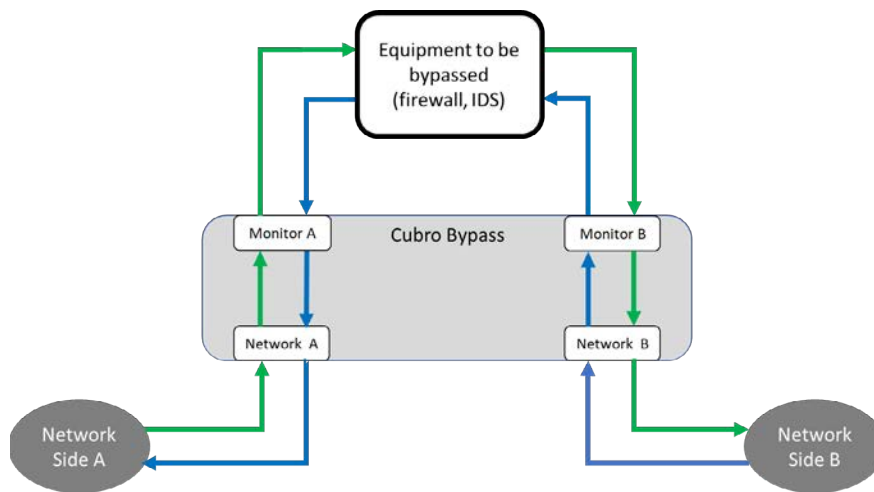 Equipment to be
bypassed
(firewall, IDS)
Monitor A
Cubro Bypass
Monitor B
Network A
Network B
Network
Side A
Network
Side B